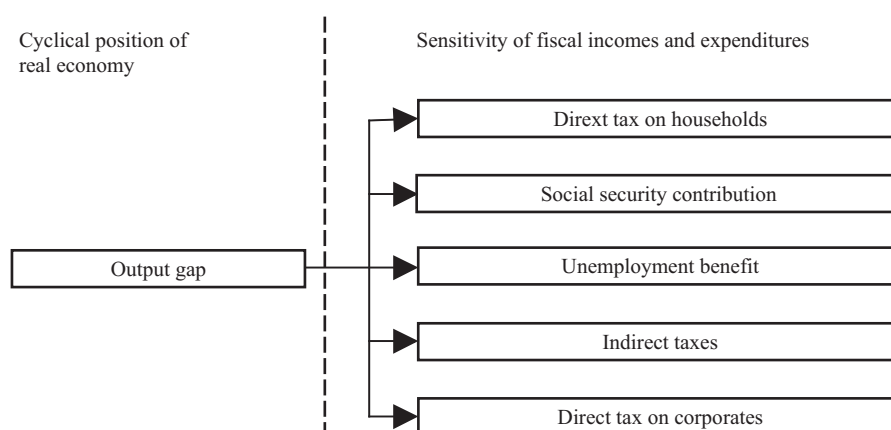 Cyclical position of
real economy
Sensitivity of fiscal incomes and expenditures
Dirext tax on households
Social security contribution
Output gap
Unemployment benefit
Indirect taxes
Direct tax on corporates